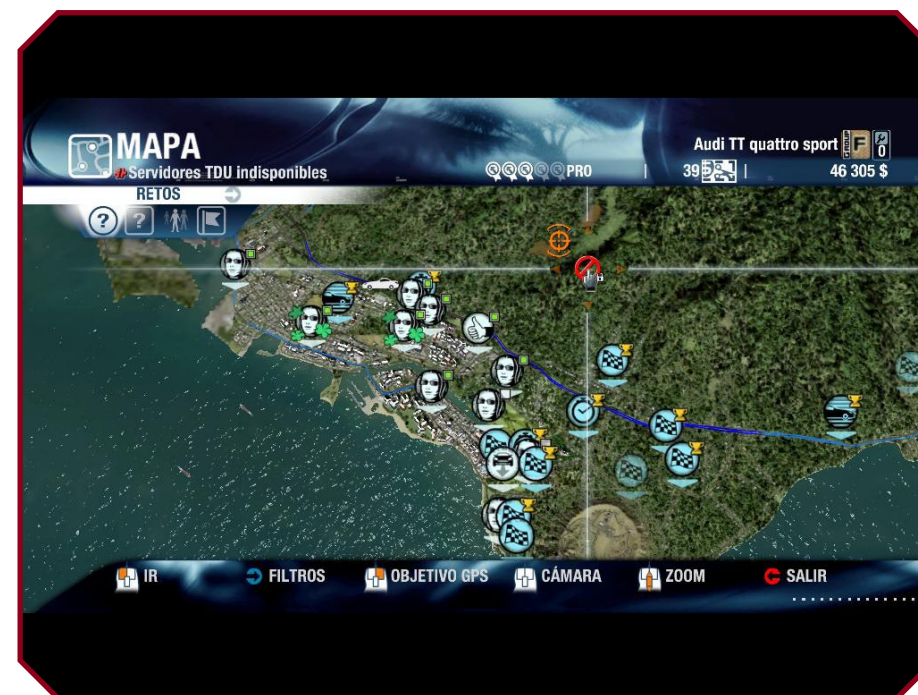 MAPA
Servidores TDU indisponibles
Audi TT quattro sport F 0
PRO | 39 | 46 305 $
RETOS
? ?
IR FILTROS OBJETIVO GPS CÁMARA ZOOM SALIR